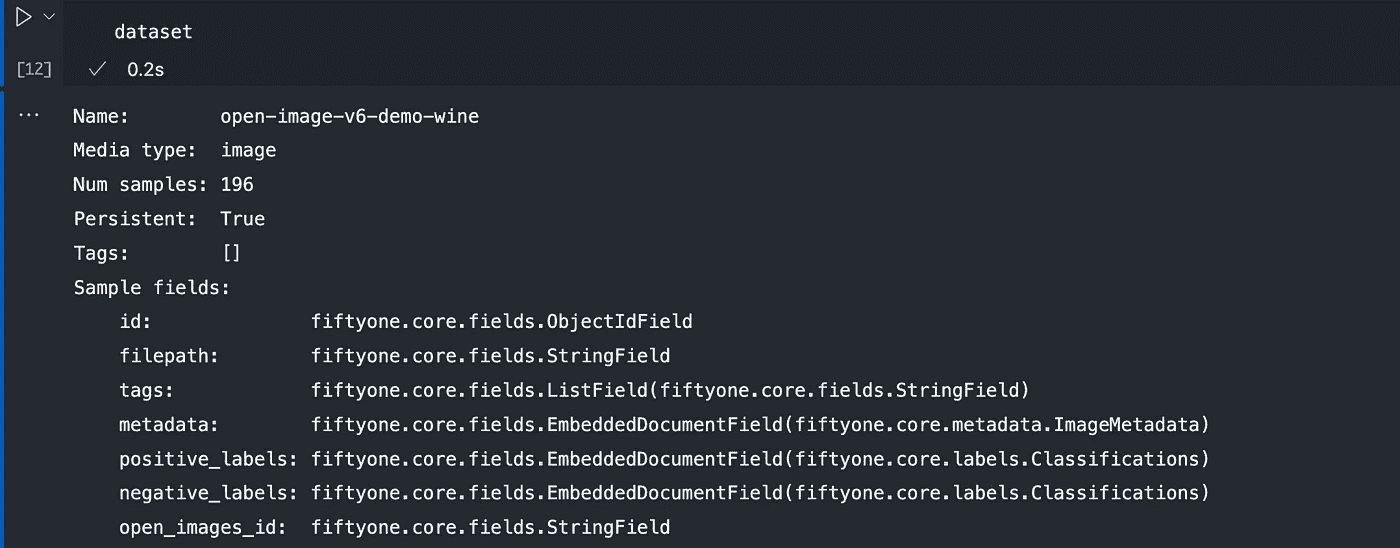 dataset
[12] ✓ 0.2s
... Name: open-image-v6-demo-wine
Media type: image
Num samples: 196
Persistent: True
Tags: []
Sample fields:
id: fiftyone.core.fields.ObjectIdField
filepath: fiftyone.core.fields.StringField
tags: fiftyone.core.fields.ListField(fiftyone.core.fields.StringField)
metadata: fiftyone.core.fields.EmbeddedDocumentField(fiftyone.core.metadata.ImageMetadata)
positive_labels: fiftyone.core.fields.EmbeddedDocumentField(fiftyone.core.labels.Classifications)
negative_labels: fiftyone.core.fields.EmbeddedDocumentField(fiftyone.core.labels.Classifications)
open_images_id: fiftyone.core.fields.StringField